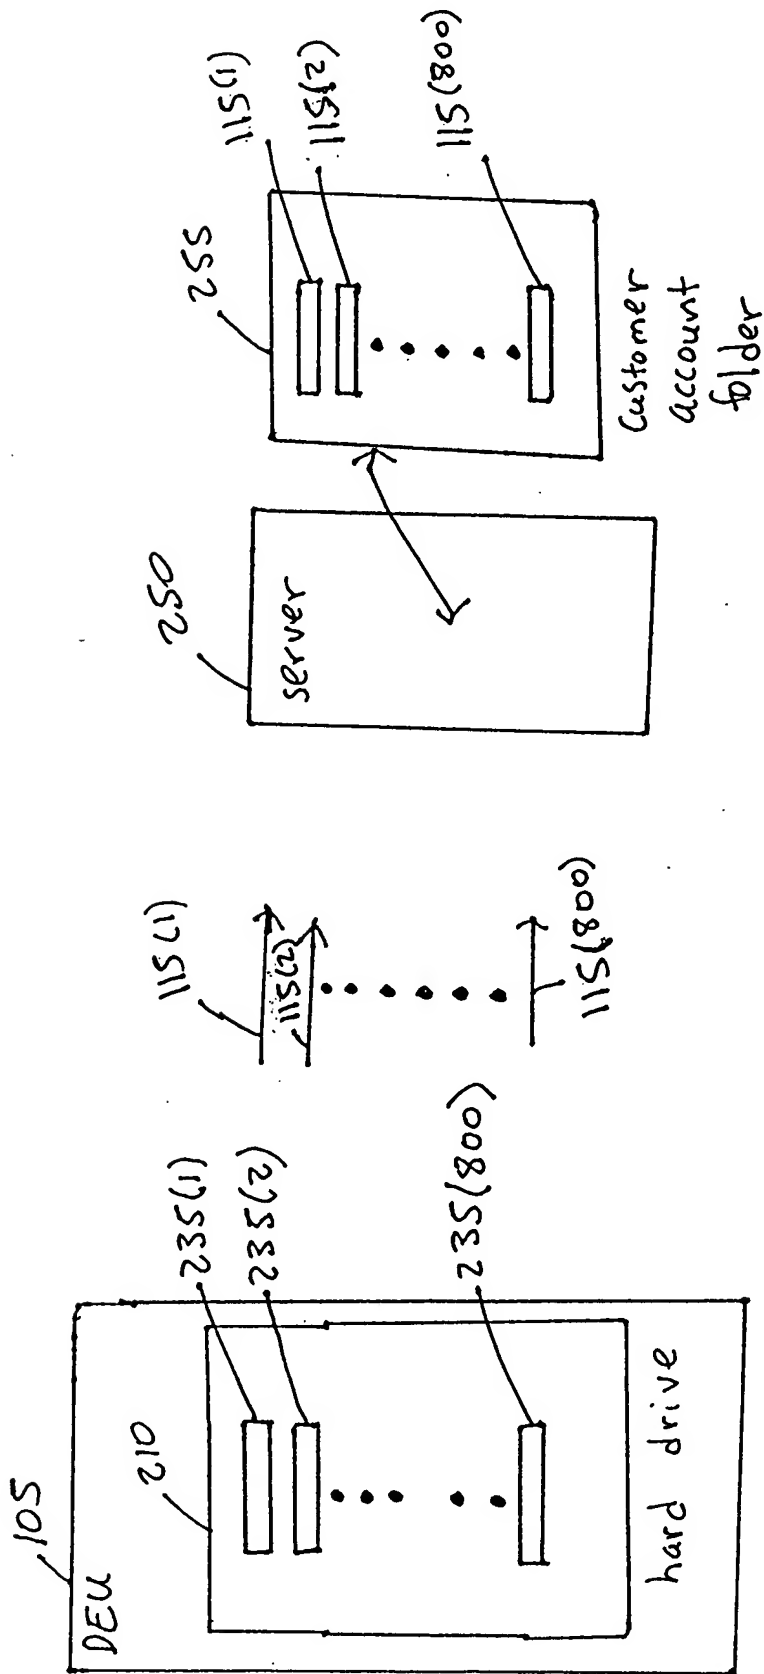 DEU
105
210
235(1)
235(2)
235(800)
hard drive
115(1)
115(2)
115(800)
250
server
255
115(1)
115(2)
115(800)
Customer
account
folder